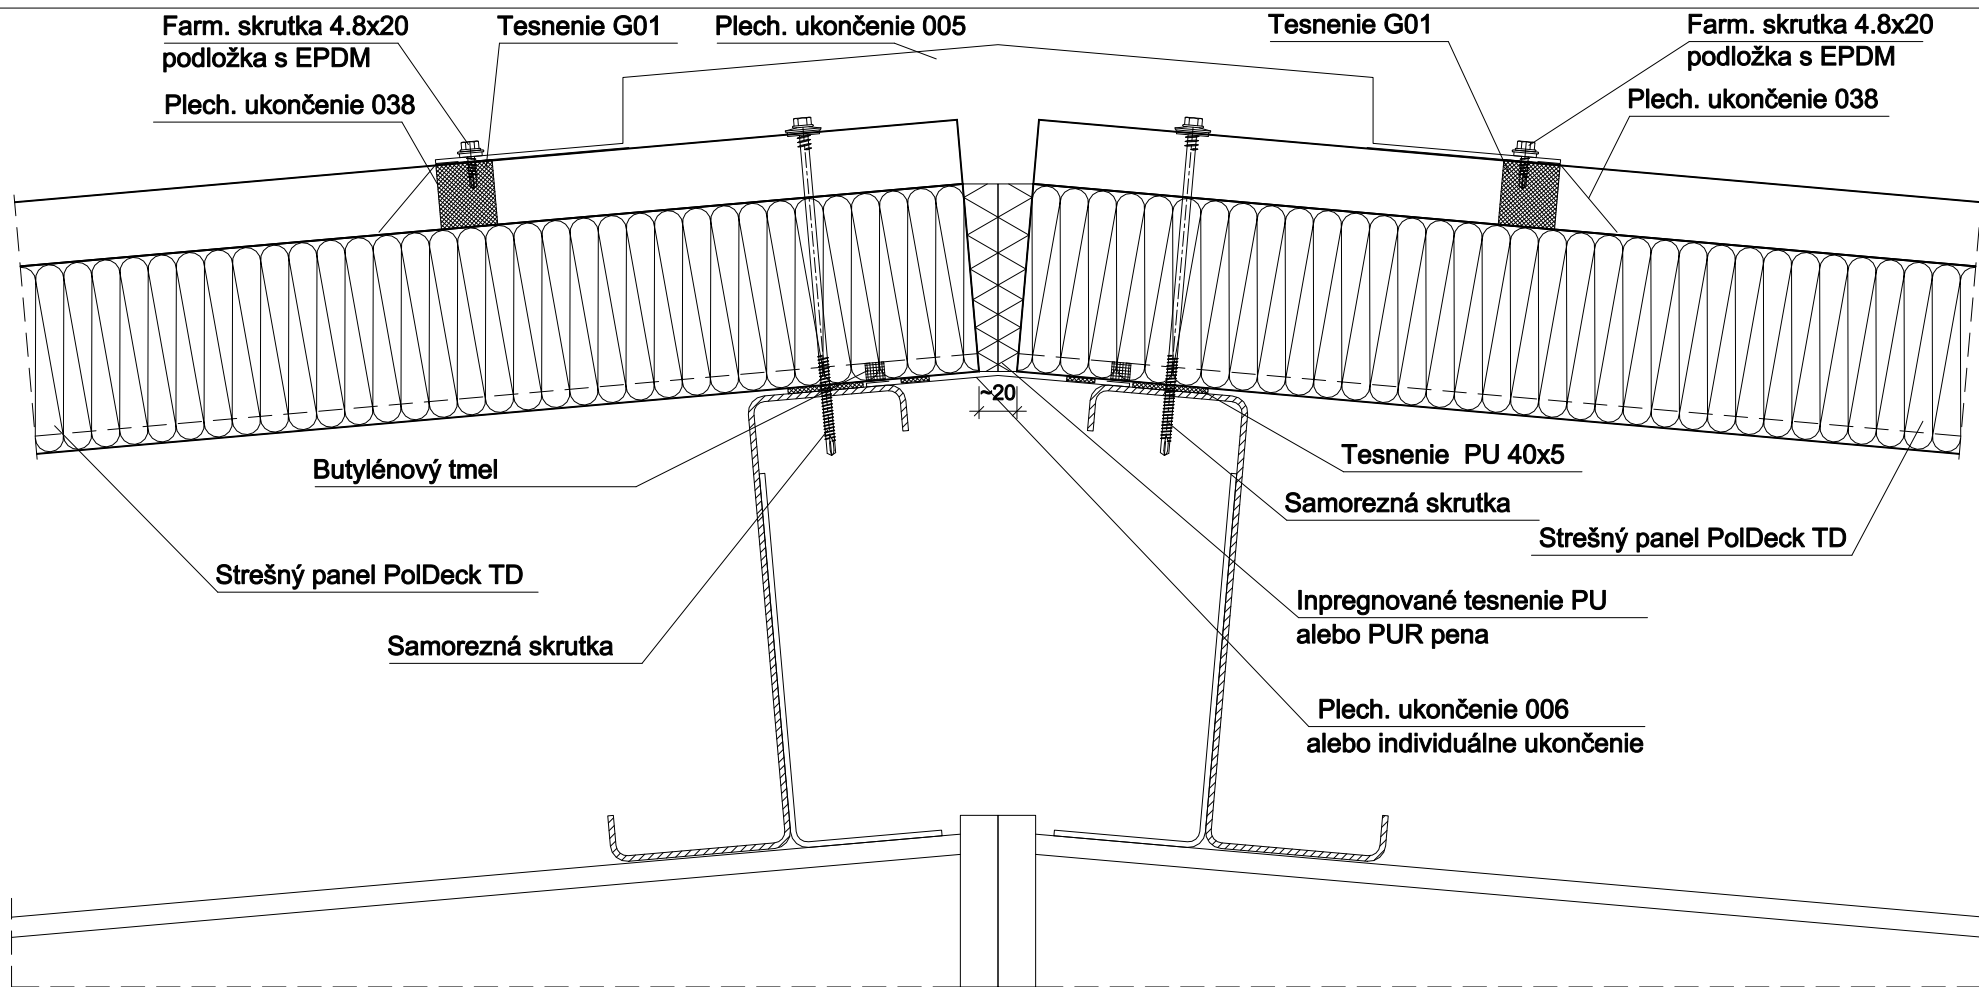 Farm. skrutka 4.8x20
podložka s EPDM
Tesnenie G01
Plech. ukončenie 005
Tesnenie G01
Farm. skrutka 4.8x20
podložka s EPDM
Plech. ukončenie 038
Plech. ukončenie 038
~20
Butylénový tmel
Tesnenie PU 40x5
Samorezná skrutka
Strešný panel PolDeck TD
Strešný panel PolDeck TD
Inpregnované tesnenie PU
alebo PUR pena
Samorezná skrutka
Plech. ukončenie 006
alebo individuálne ukončenie